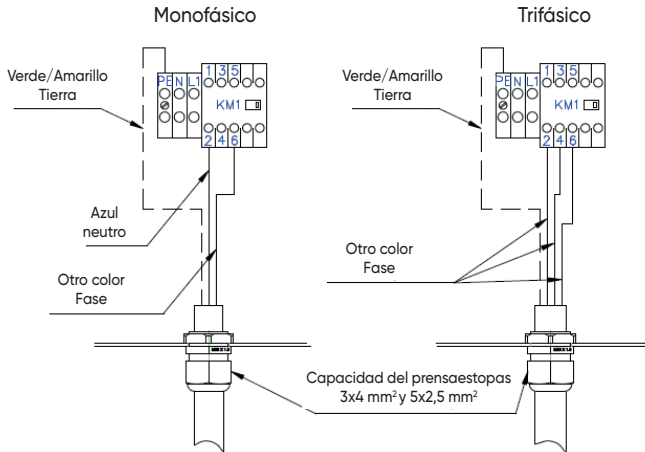 Monofásico
Trifásico
Verde/Amarillo
Tierra
PE N L1
1 3 5
KM1
2 4 6
Azul
neutro
Otro color
Fase
Verde/Amarillo
Tierra
PE N L1
1 3 5
KM1
2 4 6
Otro color
Fase
Capacidad del prensaestopas
3x4 mm² y 5x2,5 mm²